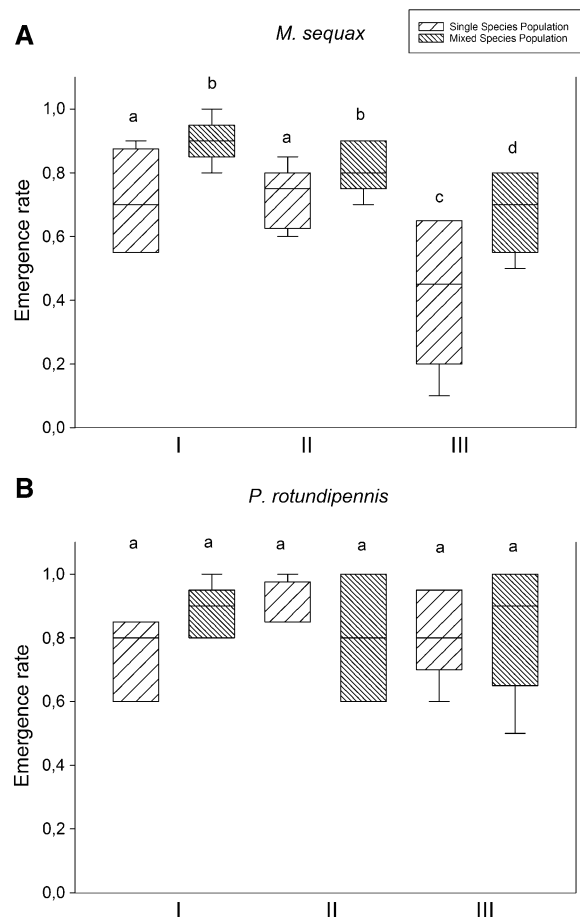 A
M. sequax
Single Species Population
Mixed Species Population
a
b
a
b
c
d
1,0
0,8
0,6
0,4
0,2
0,0
Emergence rate
I
II
III
B
P. rotundipennis
a
a
a
a
a
a
1,0
0,8
0,6
0,4
0,2
0,0
Emergence rate
I
II
III